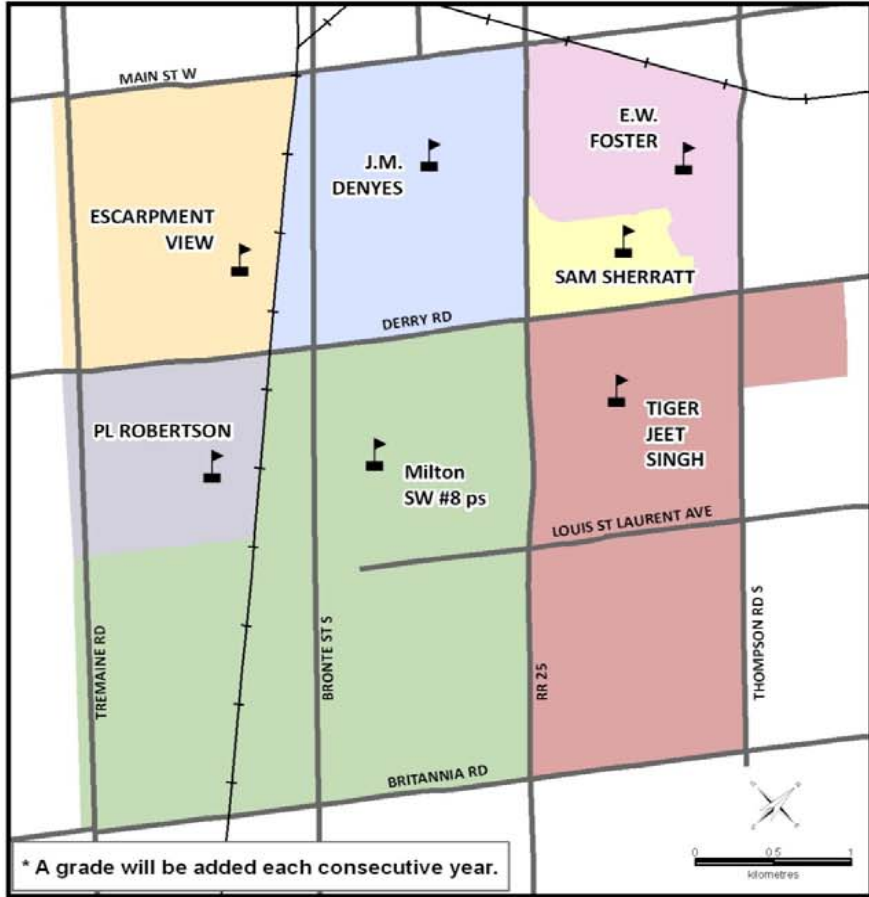 MAIN ST W
E.W.
FOSTER
J.M.
DENYES
ESCARPMENT
VIEW
SAM SHERRATT
DERRY RD
PL ROBERTSON
TIGER
JEET
SINGH
Milton
SW #8 ps
LOUIS ST LAURENT AVE
TREMAINE RD
BRONTE ST S
RR 25
THOMPSON RD S
BRITANNIA RD
* A grade will be added each consecutive year.
0 0.5 1
kilometres